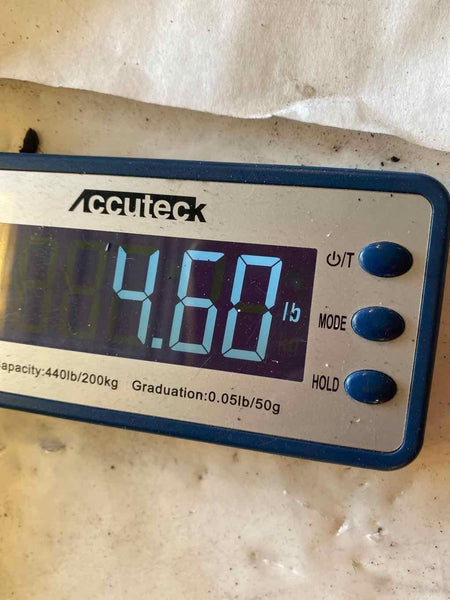 Accuteck
4.60 lb
⏻/T
MODE
HOLD
apacity:440lb/200kg Graduation:0.05lb/50g